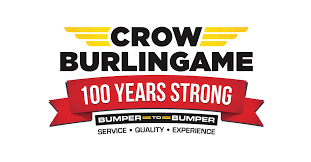 CROW
BURLINGAME
100 YEARS STRONG
BUMPER TO BUMPER
SERVICE • QUALITY • EXPERIENCE